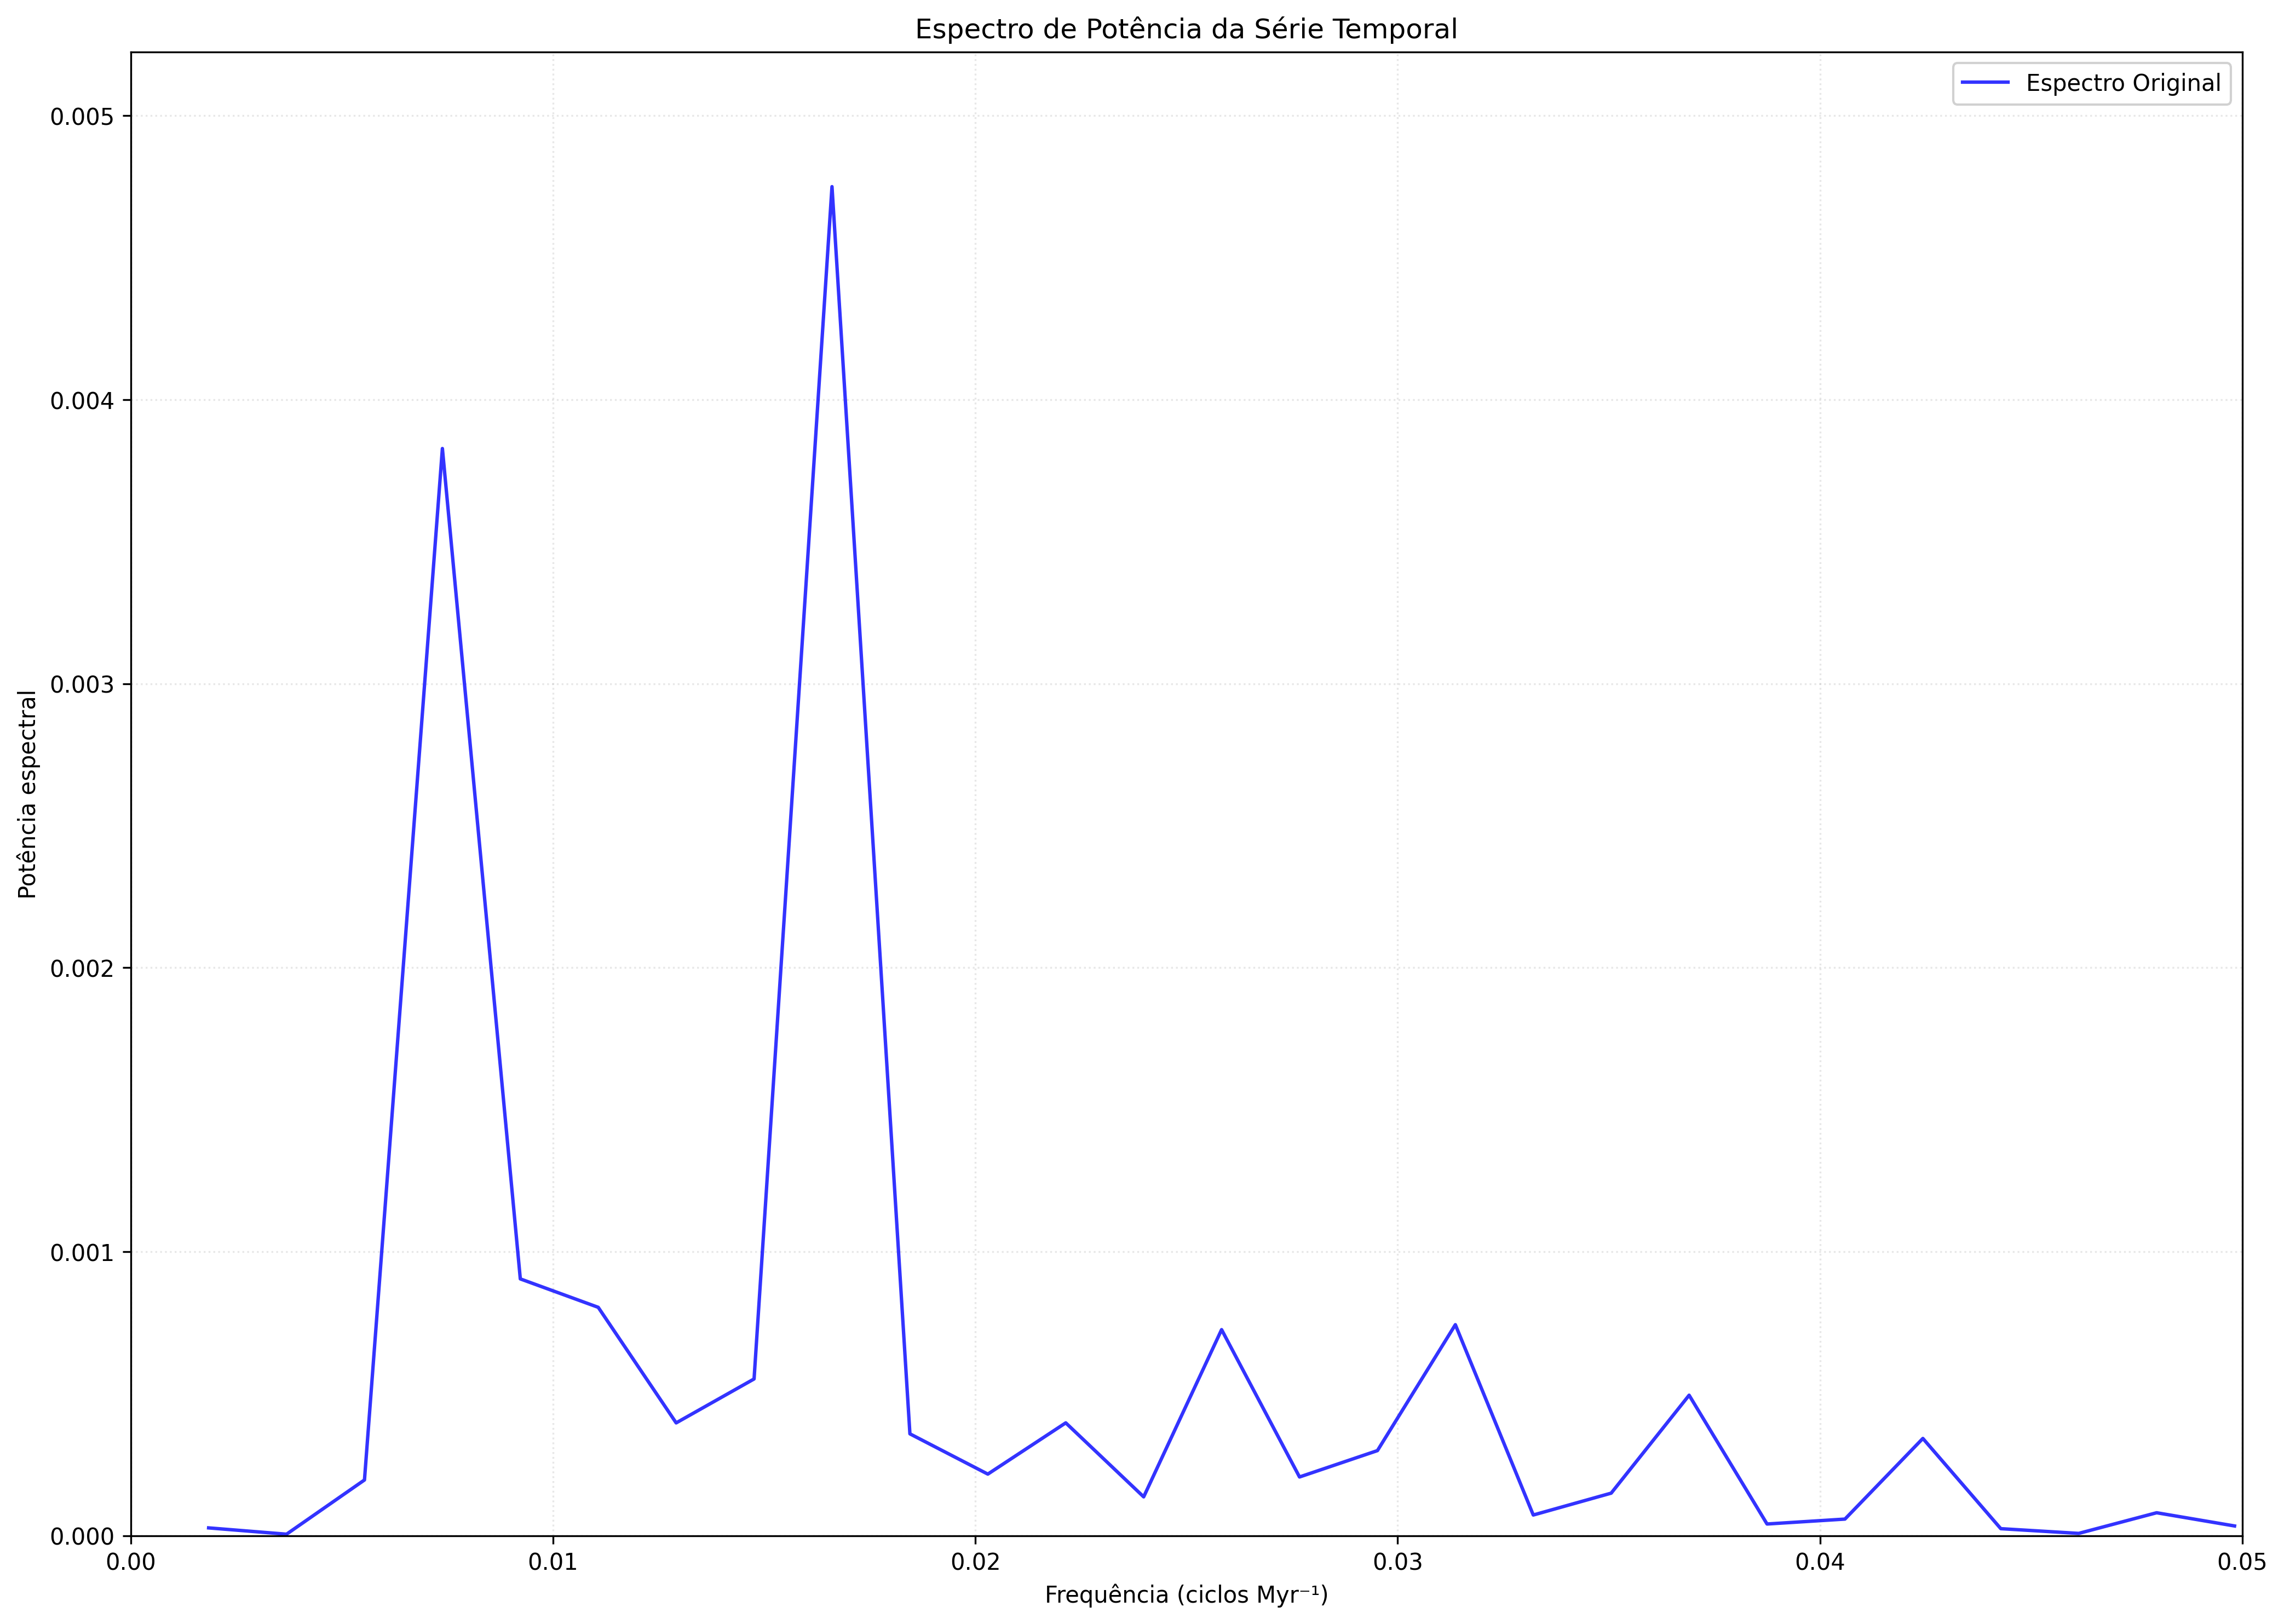 Espectro de Potência da Série Temporal
Espectro Original
0.005
0.004
0.003
0.002
0.001
0.000
Potência espectral
0.00 0.01 0.02 0.03 0.04 0.05
Frequência (ciclos Myr⁻¹)